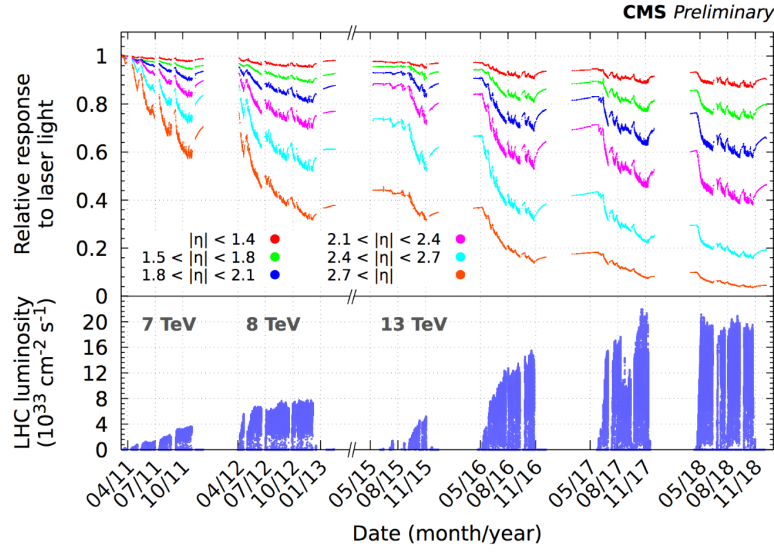 CMS Preliminary
Relative response
to laser light
1
0.8
0.6
0.4
0.2
0
|η| < 1.4
1.5 < |η| < 1.8
1.8 < |η| < 2.1
2.1 < |η| < 2.4
2.4 < |η| < 2.7
2.7 < |η|
LHC luminosity
(10³³ cm⁻² s⁻¹)
20
16
12
8
4
0
7 TeV
8 TeV
13 TeV
04/11
07/11
10/11
04/12
07/12
10/12
01/13
05/15
08/15
11/15
05/16
08/16
11/16
05/17
08/17
11/17
05/18
08/18
11/18
Date (month/year)